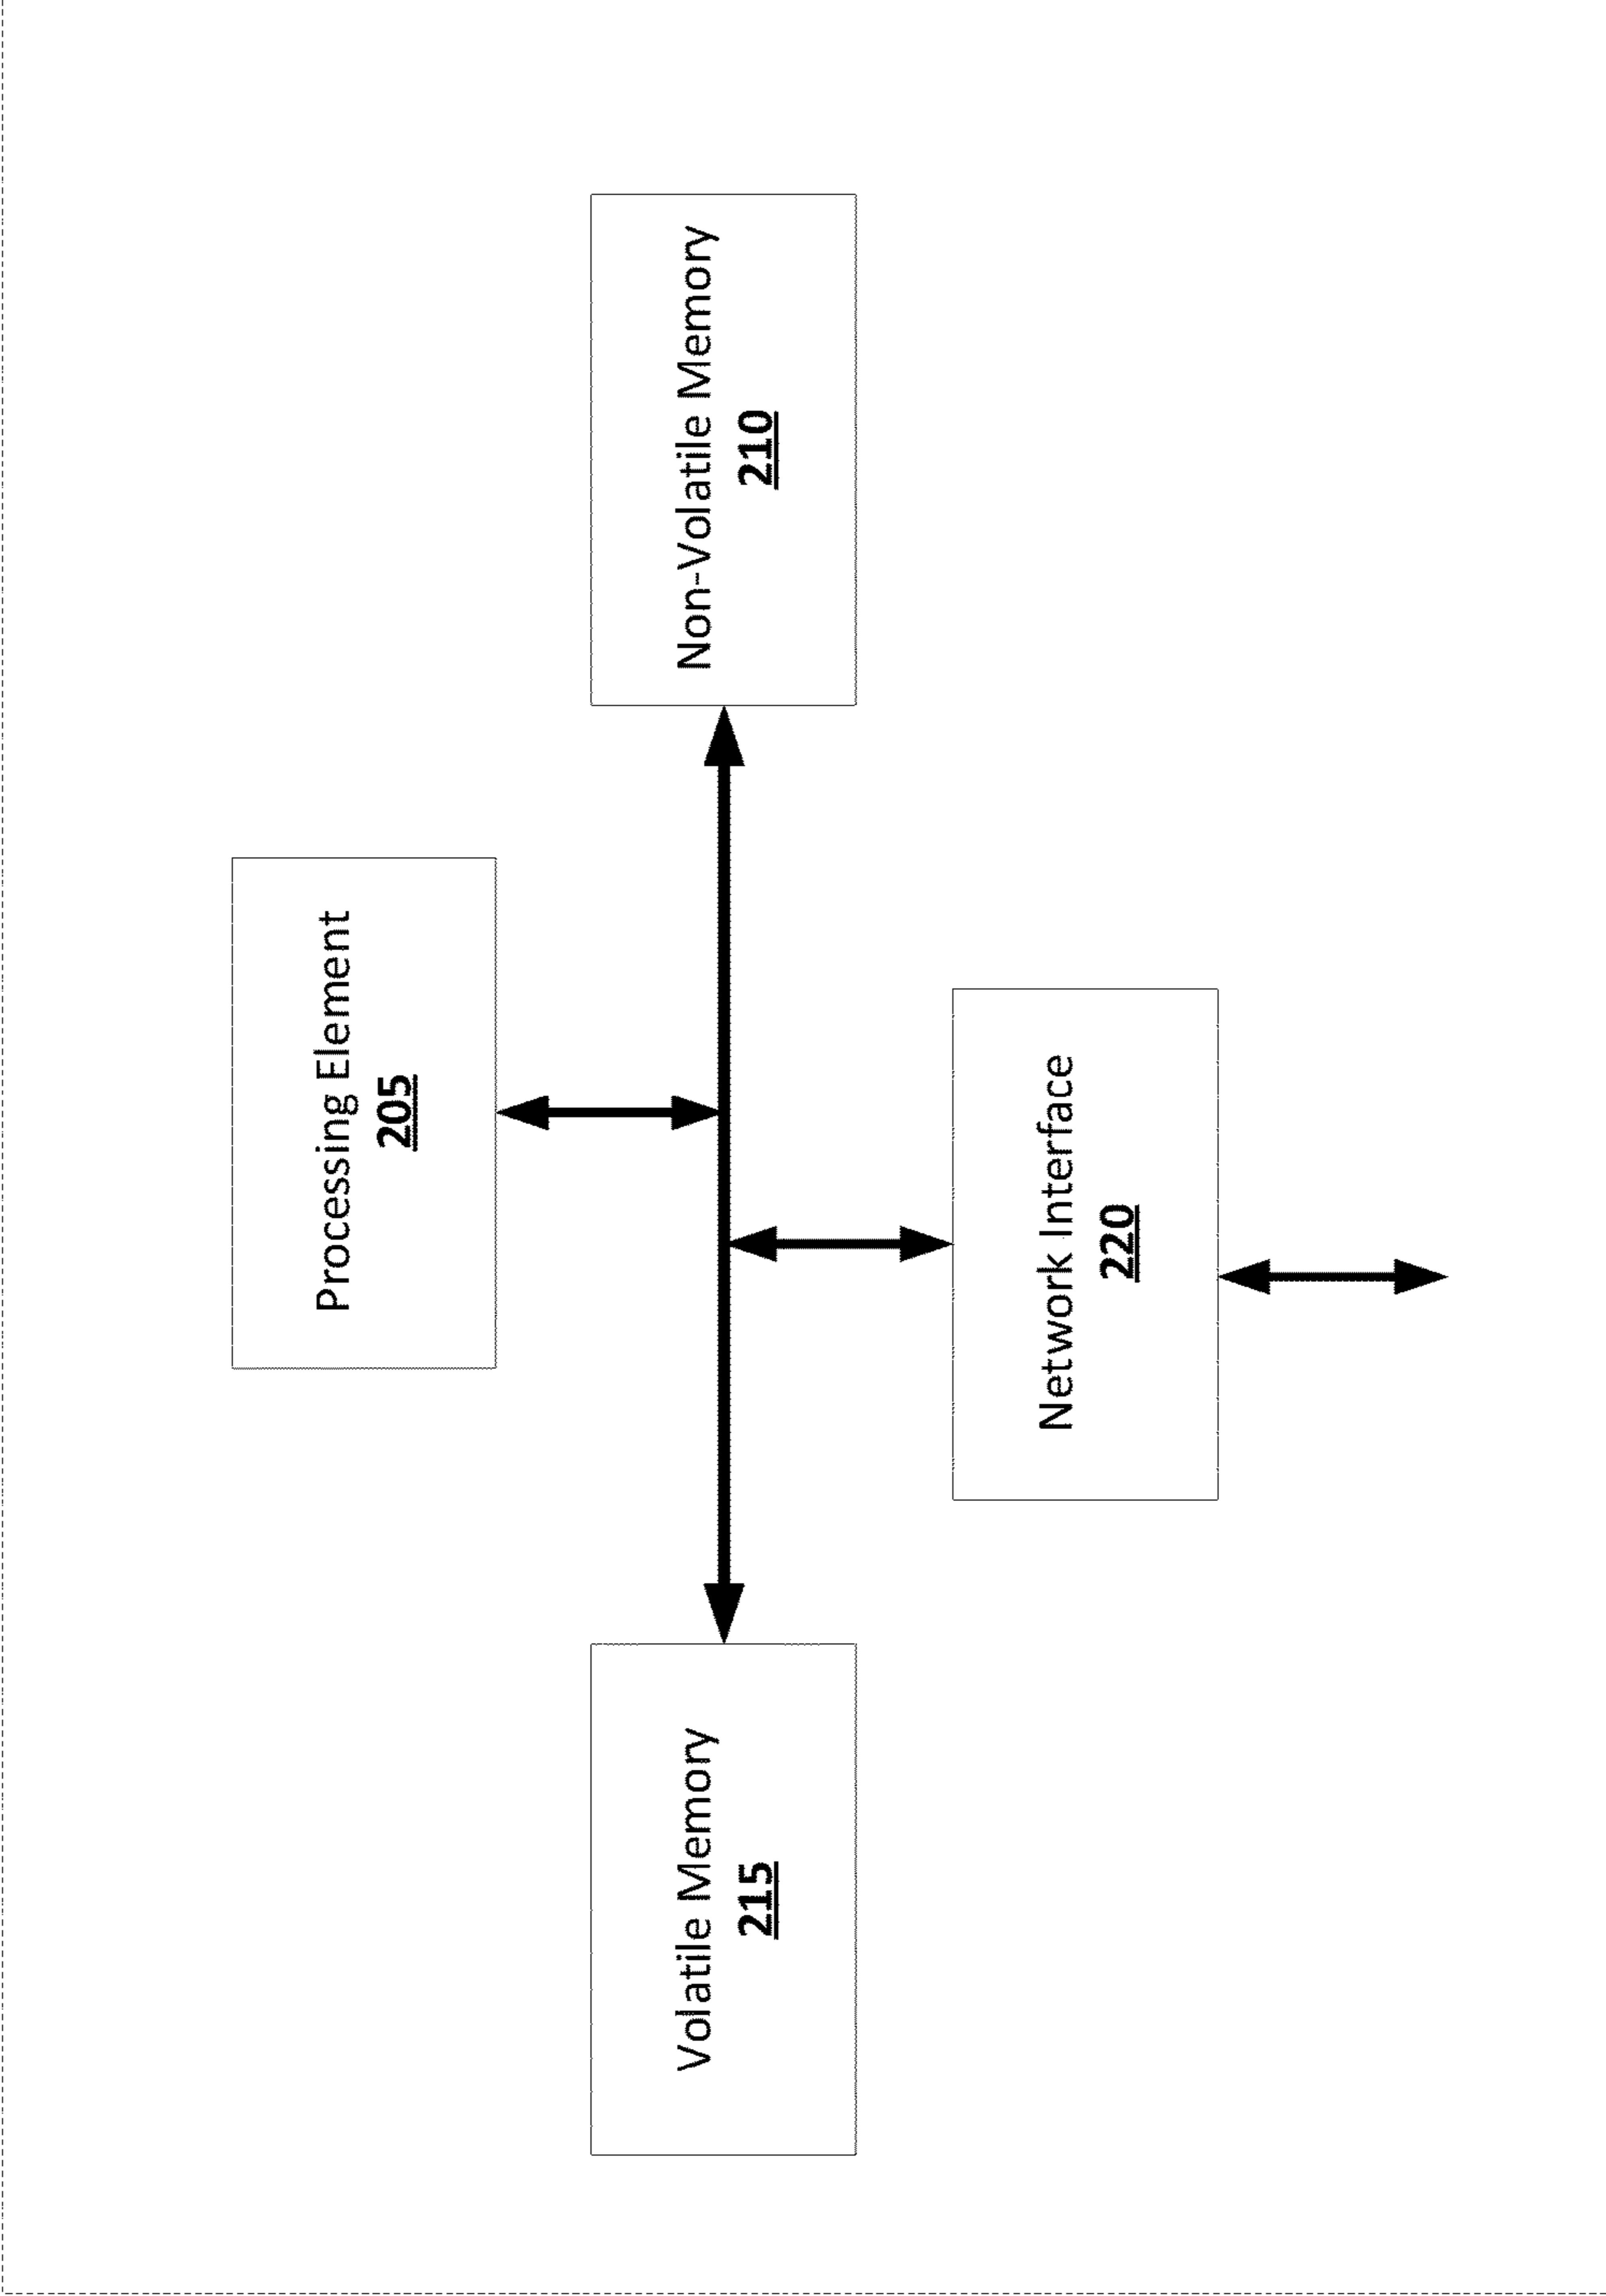 Processing Element
205
Volatile Memory
215
Non-Volatile Memory
210
Network Interface
220